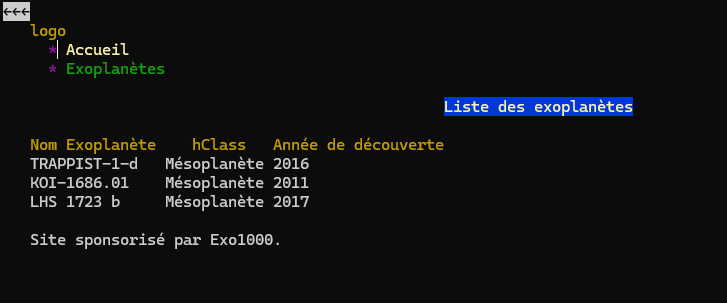 ←←←
logo
* Accueil
* Exoplanètes
Liste des exoplanètes
Nom Exoplanète hClass Année de découverte
TRAPPIST-1-d Mésoplanète 2016
KOI-1686.01 Mésoplanète 2011
LHS 1723 b Mésoplanète 2017
Site sponsorisé par Exo1000.